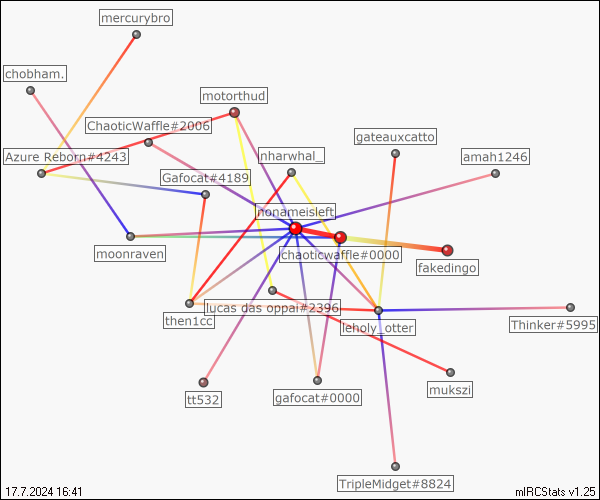 mercurybro
chobham.
motorthud
ChaoticWaffle#2006
gateauxcatto
Azure Reborn#4243
nharwhal_
amah1246
Gafocat#4189
nonameisleft
moonraven
chaoticwaffle#0000
fakedingo
lucas das oppai#2396
then1cc
leholy_otter
Thinker#5995
mukszi
tt532
gafocat#0000
TripleMidget#8824
17.7.2024 16:41
mIRCStats v1.25